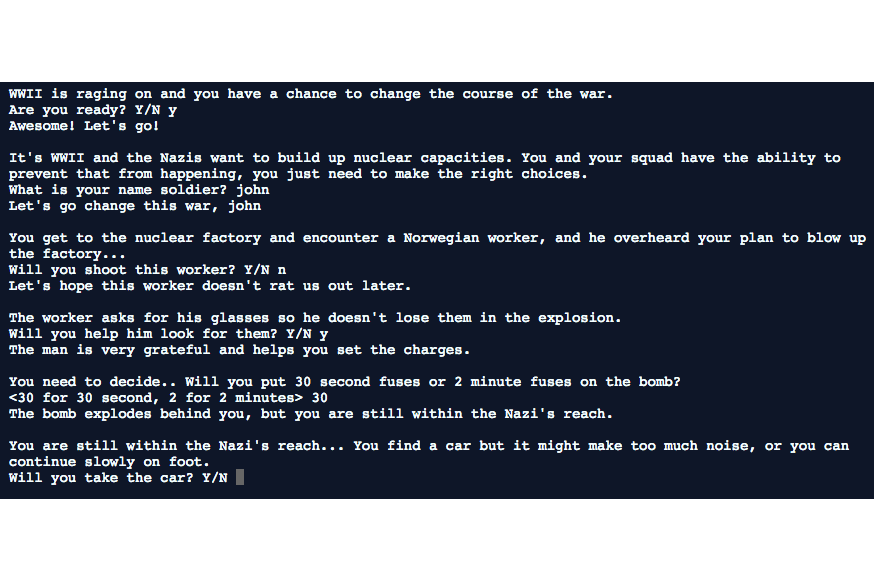 WWII is raging on and you have a chance to change the course of the war.
Are you ready? Y/N y
Awesome! Let's go!
It's WWII and the Nazis want to build up nuclear capacities. You and your squad have the ability to
prevent that from happening, you just need to make the right choices.
What is your name soldier? john
Let's go change this war, john
You get to the nuclear factory and encounter a Norwegian worker, and he overheard your plan to blow up
the factory...
Will you shoot this worker? Y/N n
Let's hope this worker doesn't rat us out later.
The worker asks for his glasses so he doesn't lose them in the explosion.
Will you help him look for them? Y/N y
The man is very grateful and helps you set the charges.
You need to decide.. Will you put 30 second fuses or 2 minute fuses on the bomb?
<30 for 30 second, 2 for 2 minutes> 30
The bomb explodes behind you, but you are still within the Nazi's reach.
You are still within the Nazi's reach... You find a car but it might make too much noise, or you can
continue slowly on foot.
Will you take the car? Y/N